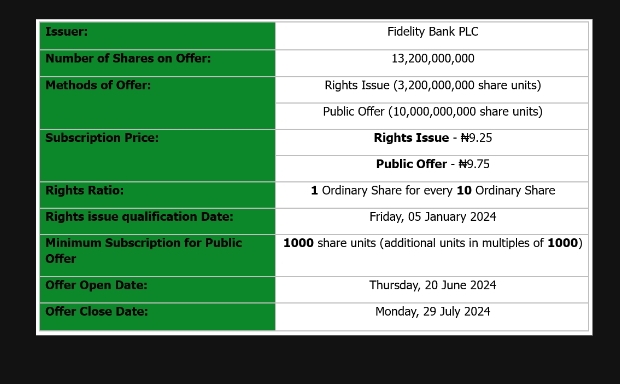 Issuer: Fidelity Bank PLC
Number of Shares on Offer: 13,200,000,000
Methods of Offer: Rights Issue (3,200,000,000 share units)
Public Offer (10,000,000,000 share units)
Subscription Price: Rights Issue - ₦9.25
Public Offer - ₦9.75
Rights Ratio: 1 Ordinary Share for every 10 Ordinary Share
Rights issue qualification Date: Friday, 05 January 2024
Minimum Subscription for Public 1000 share units (additional units in multiples of 1000)
Offer
Offer Open Date: Thursday, 20 June 2024
Offer Close Date: Monday, 29 July 2024